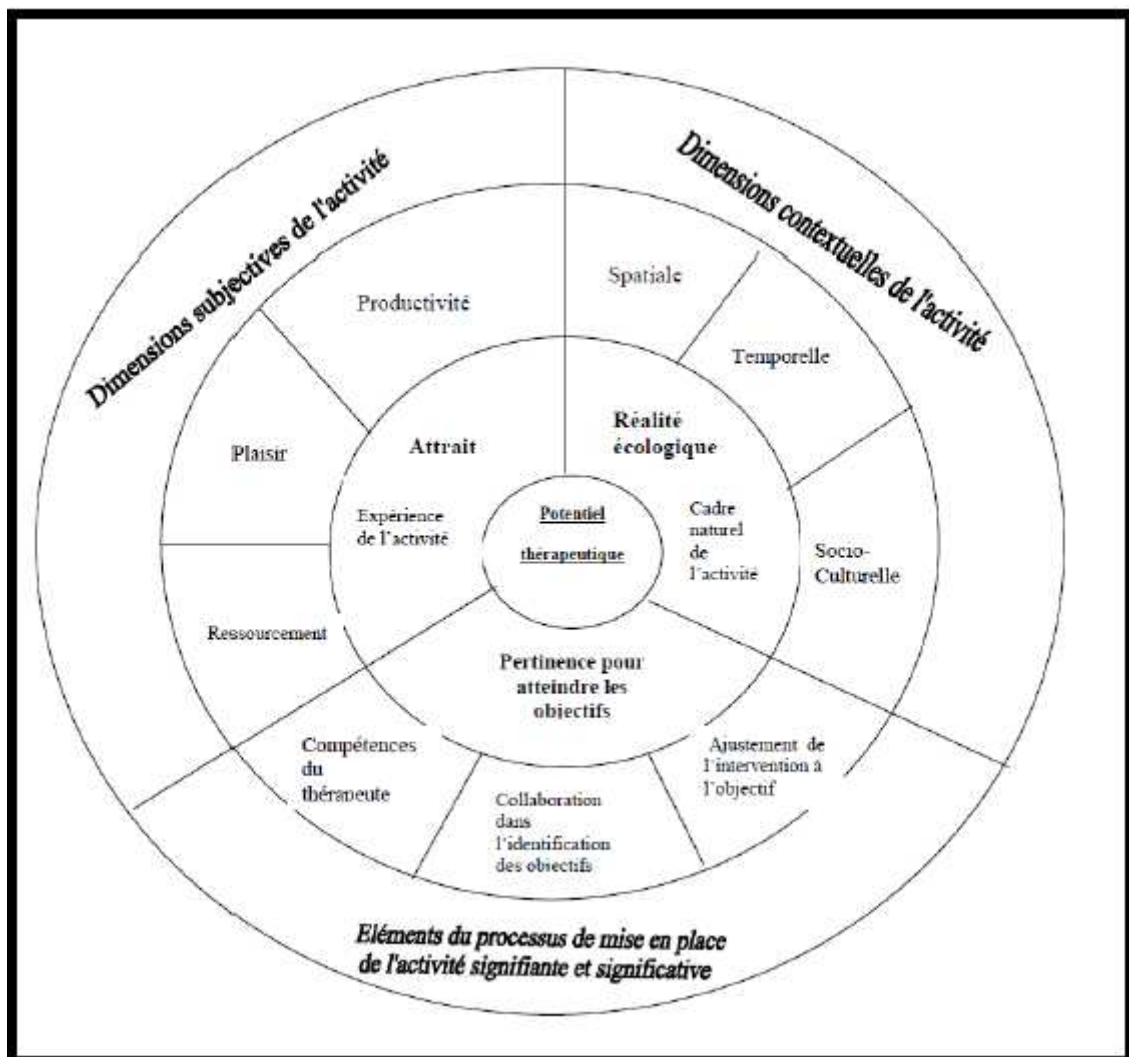 Dimensions subjectives de l'activité
Dimensions contextuelles de l'activité
Productivité
Spatiale
Temporelle
Plaisir
Attrait
Réalité
écologique
Expérience
de l'activité
Potentiel
thérapeutique
Cadre
naturel
de
l'activité
Socio-
Culturelle
Ressourcement
Pertinence pour
atteindre les
objectifs
Compétences
du
thérapeute
Collaboration
dans
l'identification
des objectifs
Ajustement de
l'intervention à
l'objectif
Eléments du processus de mise en place
de l'activité signifiante et significative